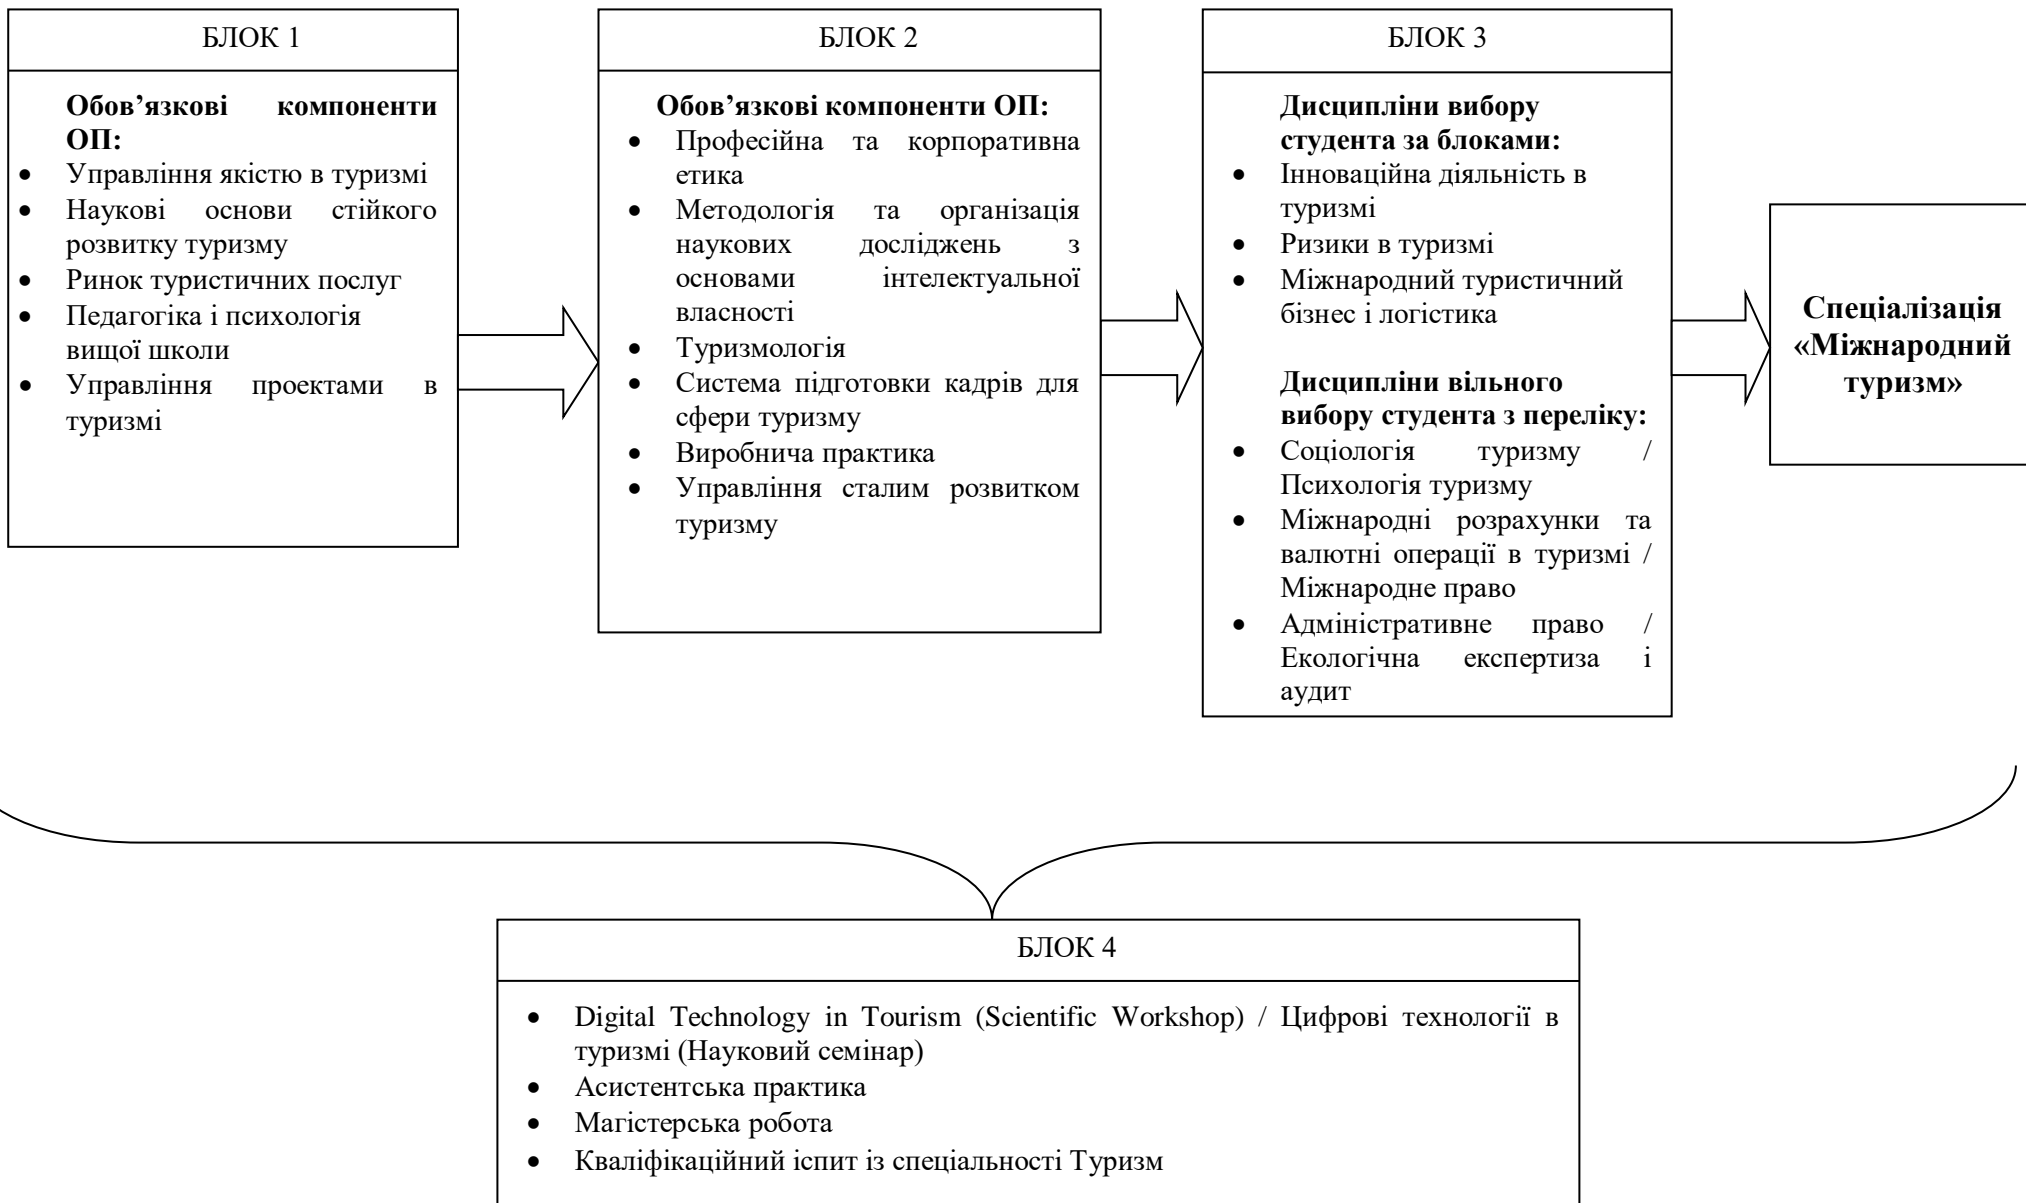 БЛОК 1
Обов’язкові компоненти
ОП:
• Управління якістю в туризмі
• Наукові основи стійкого
розвитку туризму
• Ринок туристичних послуг
• Педагогіка і психологія
вищої школи
• Управління проектами в
туризмі
БЛОК 2
Обов’язкові компоненти ОП:
• Професійна та корпоративна
етика
• Методологія та організація
наукових досліджень з
основами інтелектуальної
власності
• Туризмологія
• Система підготовки кадрів для
сфери туризму
• Виробнича практика
• Управління сталим розвитком
туризму
БЛОК 3
Дисципліни вибору
студента за блоками:
• Інноваційна діяльність в
туризмі
• Ризики в туризмі
• Міжнародний туристичний
бізнес і логістика
Дисципліни вільного
вибору студента з переліку:
• Соціологія туризму /
Психологія туризму
• Міжнародні розрахунки та
валютні операції в туризмі /
Міжнародне право
• Адміністративне право /
Екологічна експертиза і
аудит
Спеціалізація
«Міжнародний
туризм»
БЛОК 4
• Digital Technology in Tourism (Scientific Workshop) / Цифрові технології в
туризмі (Науковий семінар)
• Асистентська практика
• Магістерська робота
• Кваліфікаційний іспит із спеціальності Туризм